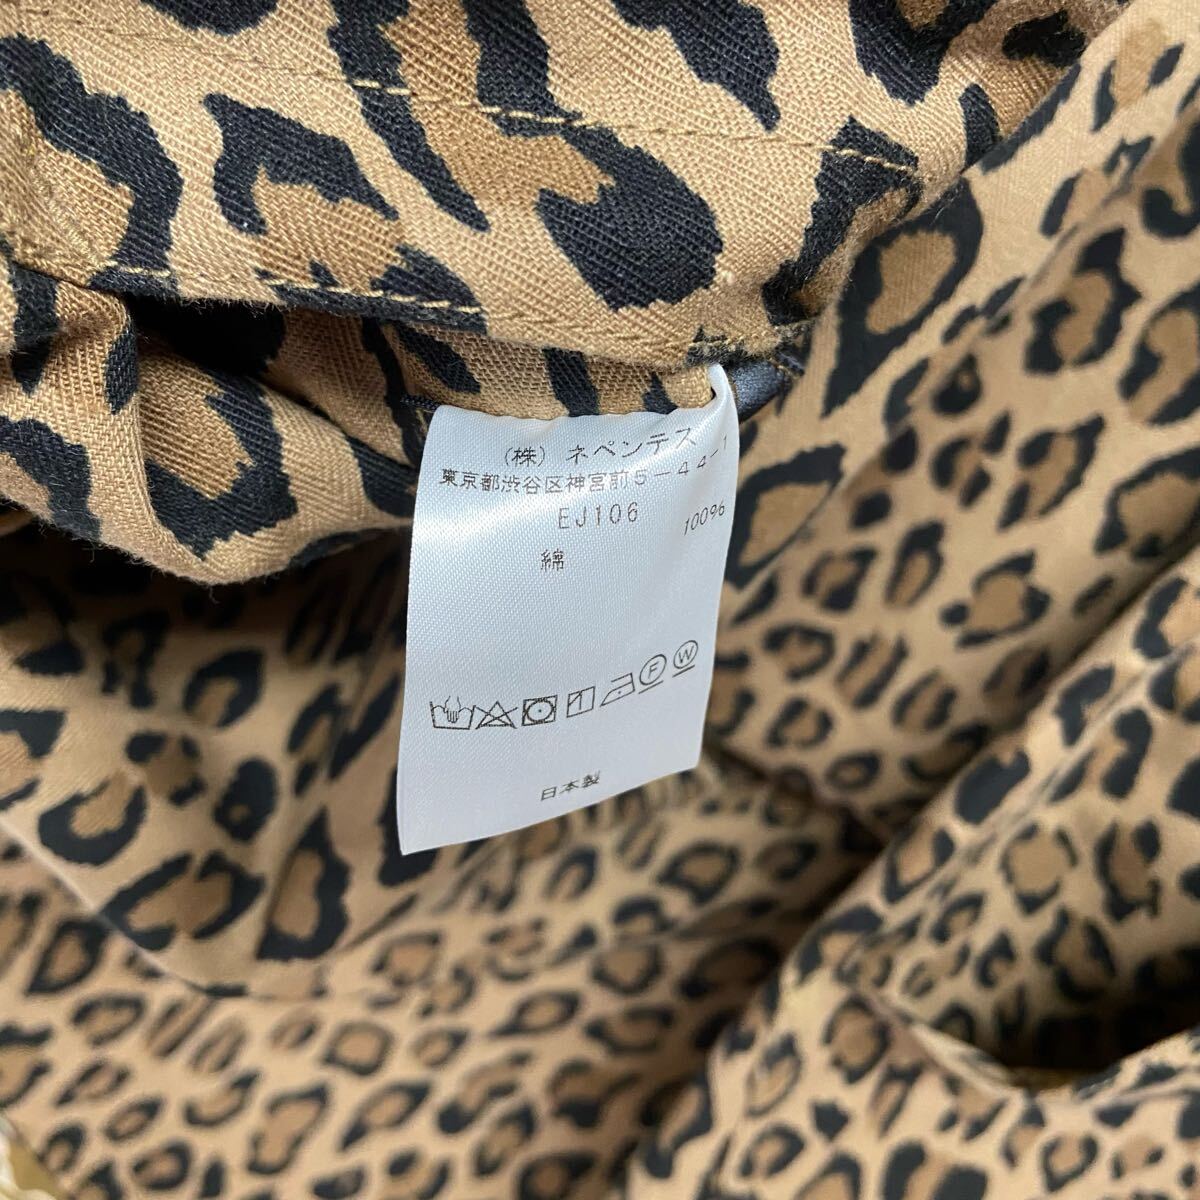 (株) ネペンテス
東京都渋谷区神宮前5-44-1
EJ106
綿 100%
F W
日本製